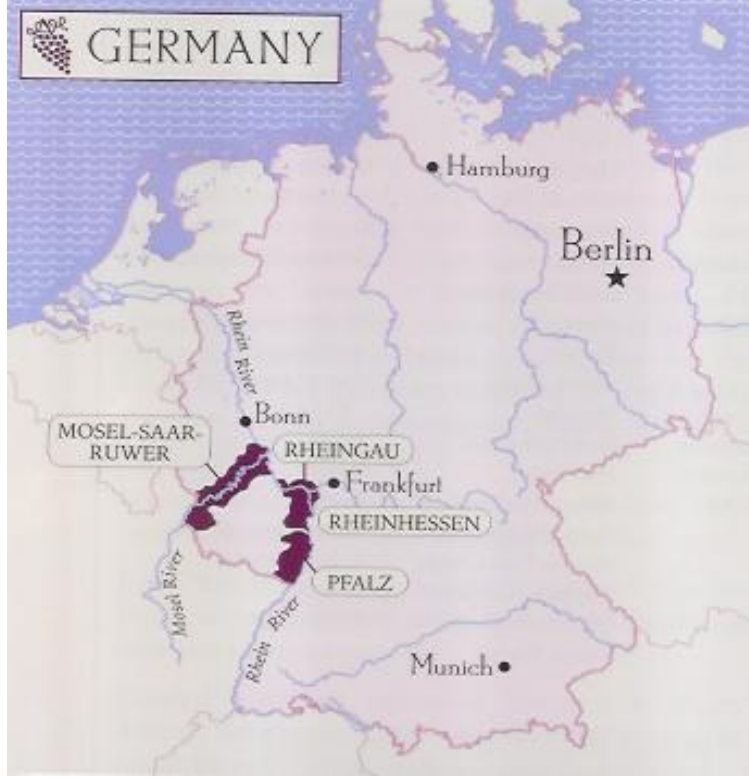 GERMANY
Hamburg
Berlin
Rhein River
Bonn
MOSEL-SAAR-
RUWER
RHEINGAU
Frankfurt
RHEINHESSEN
PFALZ
Mosel River
Rhein River
Munich